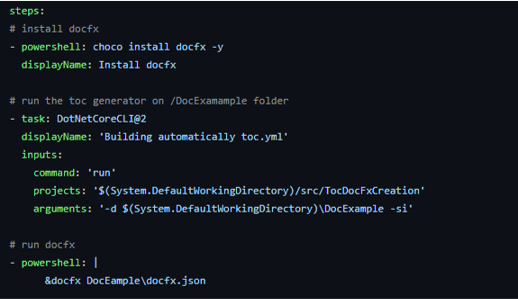 steps:
# install docfx
- powershell: choco install docfx -y
  displayName: Install docfx
# run the toc generator on /DocExamample folder
- task: DotNetCoreCLI@2
  displayName: 'Building automatically toc.yml'
  inputs:
    command: 'run'
    projects: '$(System.DefaultWorkingDirectory)/src/TocDocFxCreation'
    arguments: '-d $(System.DefaultWorkingDirectory)\DocExample -si'
# run docfx
- powershell: |
      &docfx DocEample\docfx.json